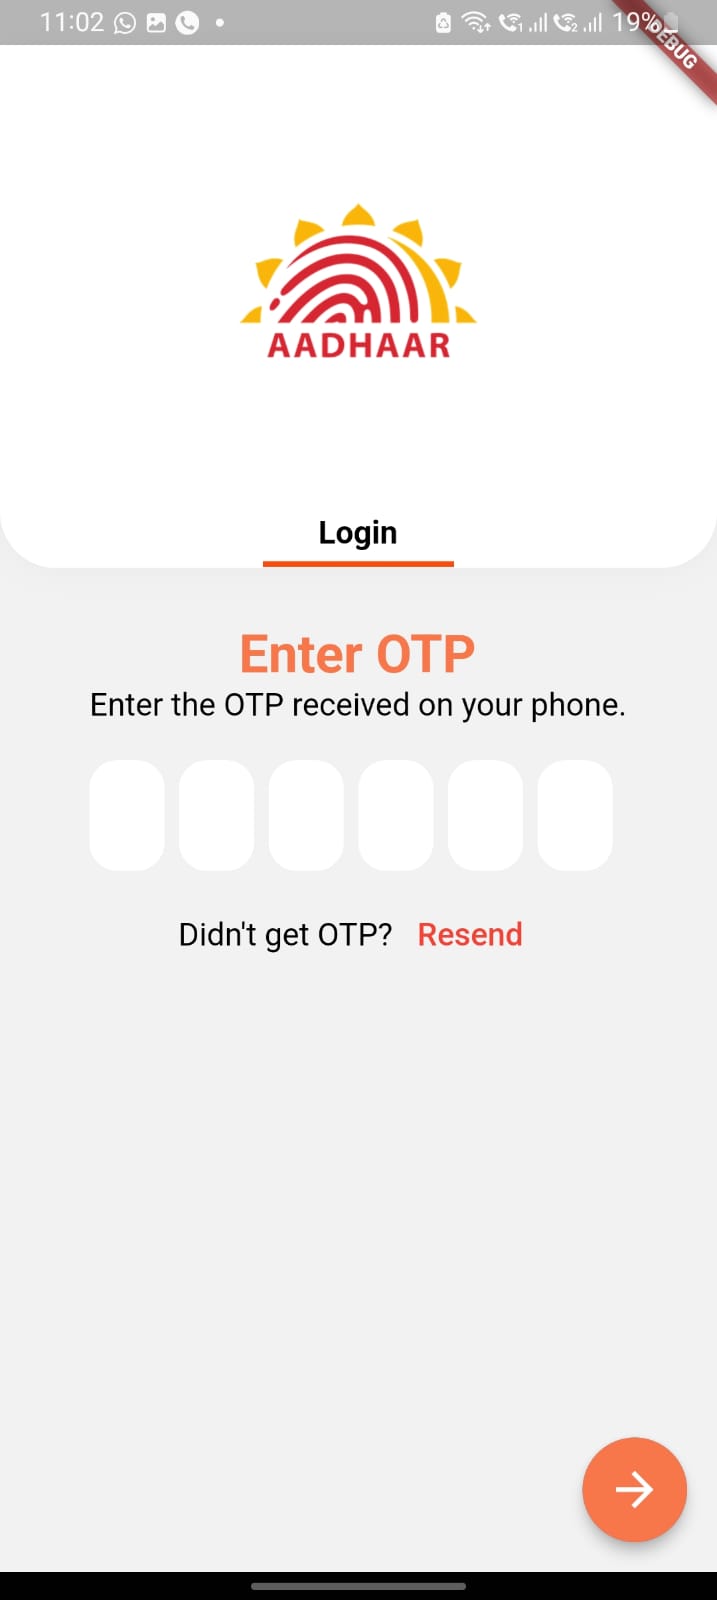 11:02 19%
DEBUG
AADHAAR
Login
Enter OTP
Enter the OTP received on your phone.
Didn't get OTP? Resend